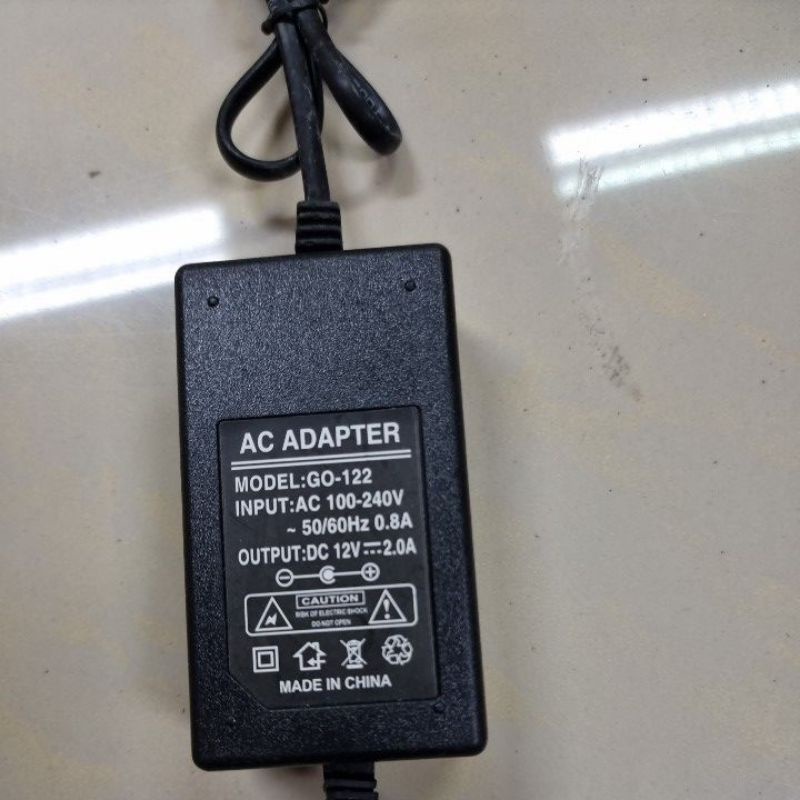 AC ADAPTER
MODEL:GO-122
INPUT:AC 100-240V
~ 50/60Hz 0.8A
OUTPUT:DC 12V⎓2.0A
CAUTION
RISK OF ELECTRIC SHOCK
DO NOT OPEN
MADE IN CHINA